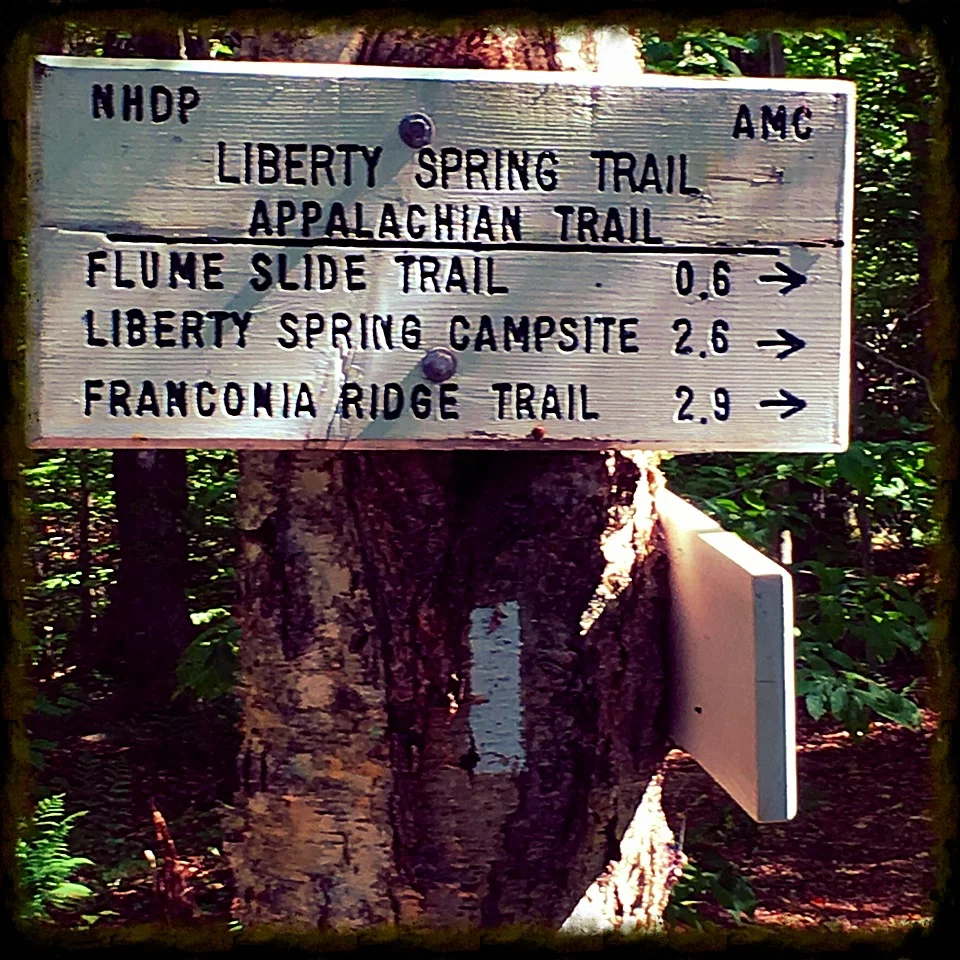 NHDP AMC
LIBERTY SPRING TRAIL
APPALACHIAN TRAIL
FLUME SLIDE TRAIL 0.6 →
LIBERTY SPRING CAMPSITE 2.6 →
FRANCONIA RIDGE TRAIL 2.9 →